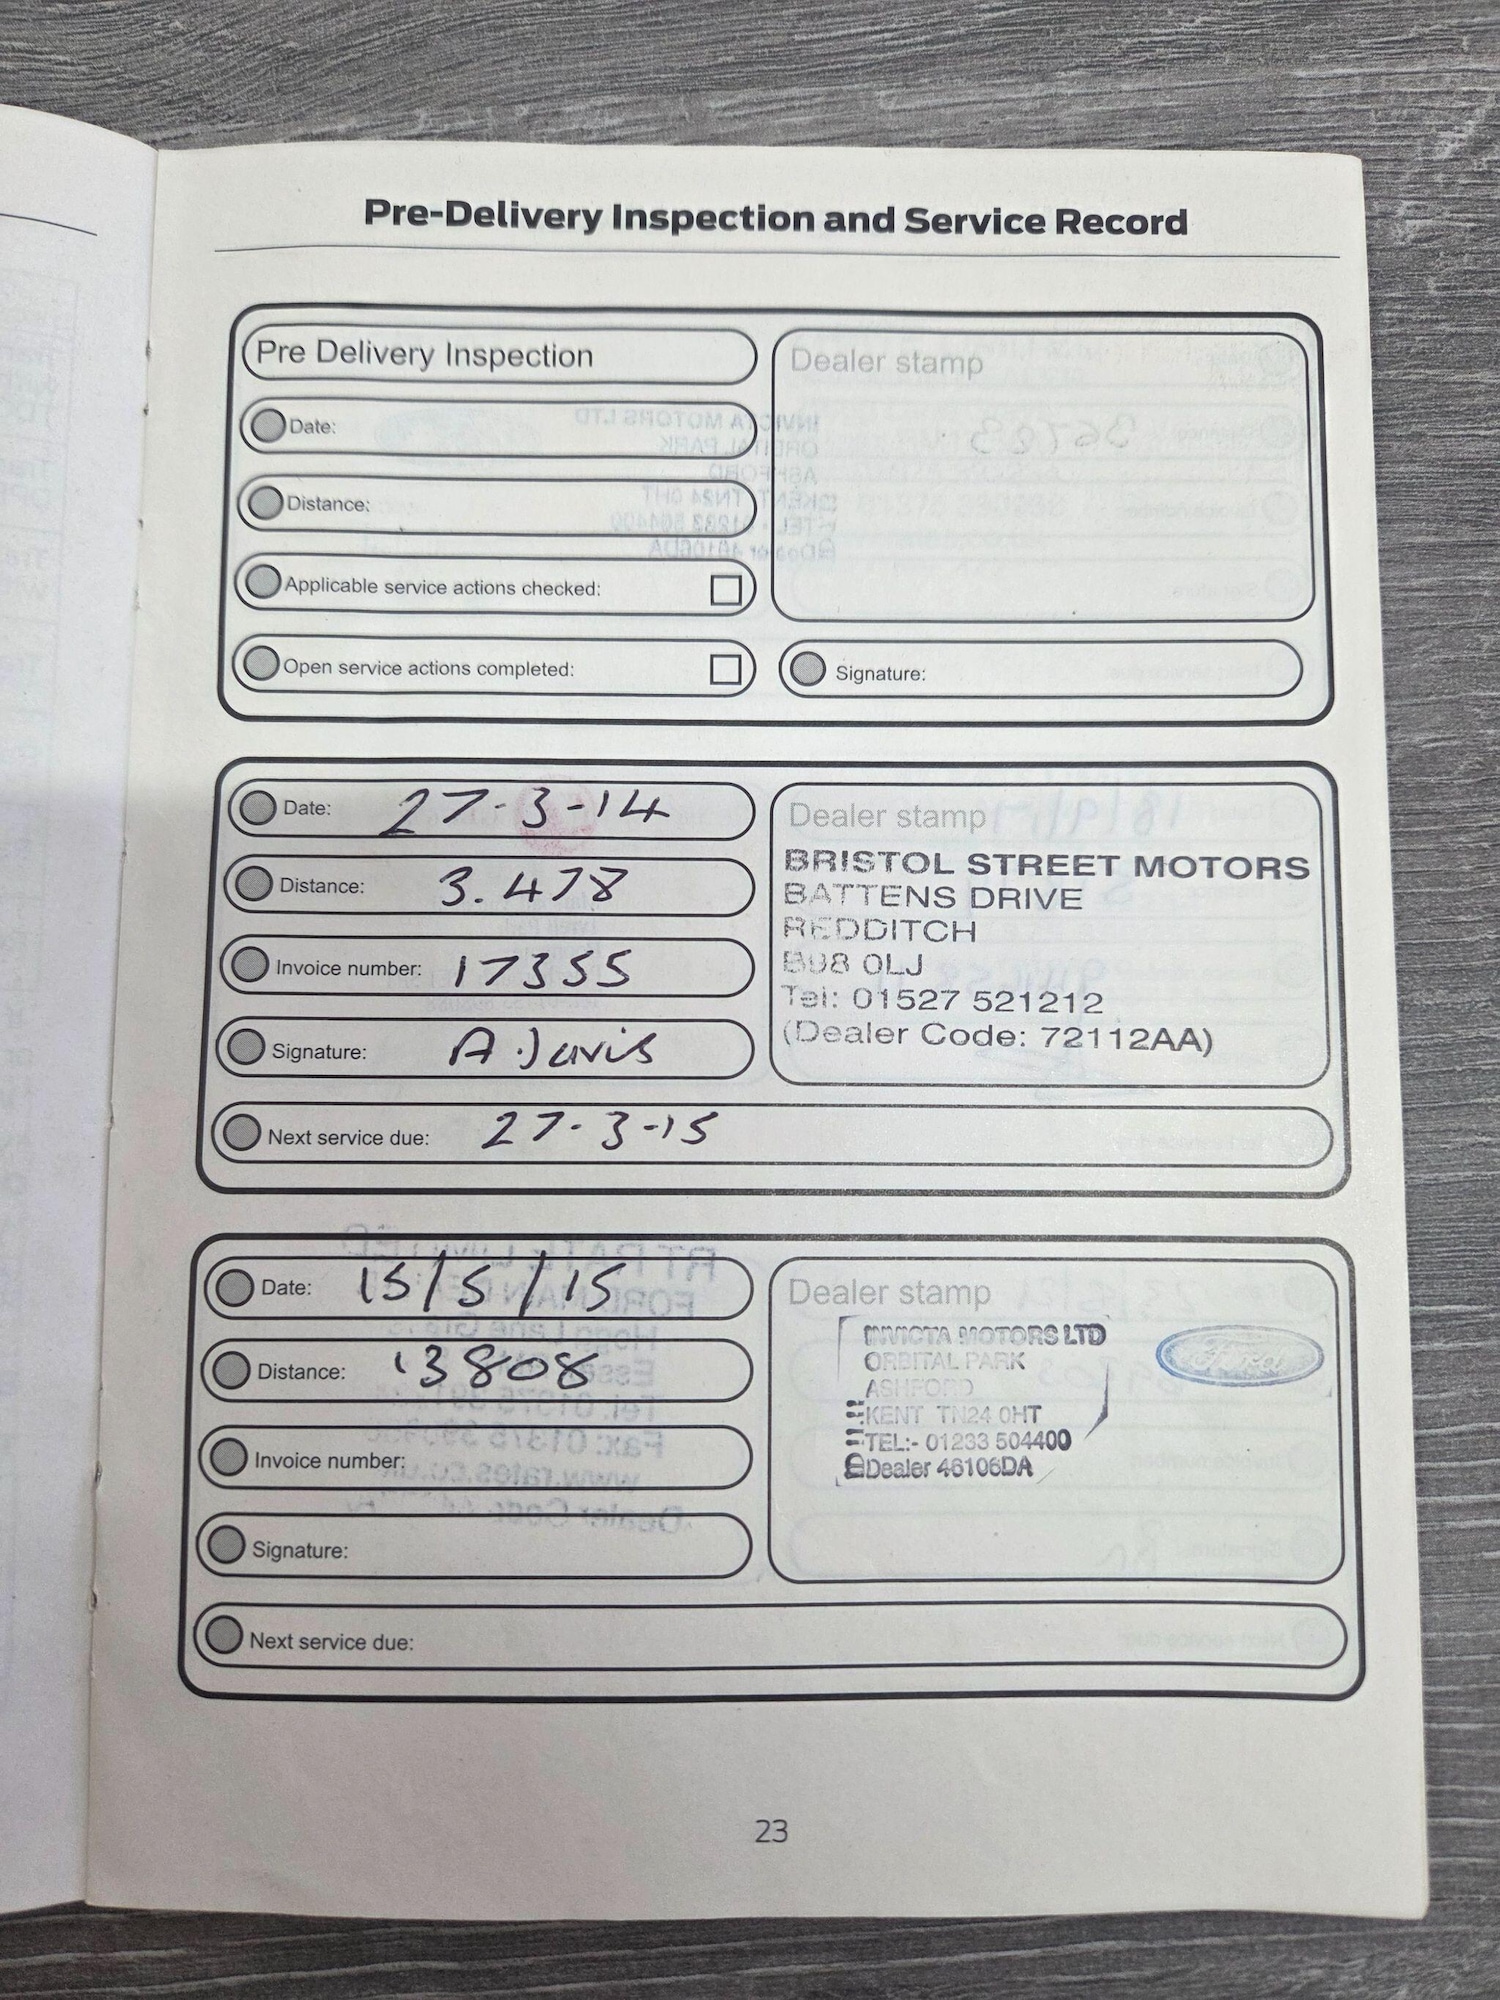 Pre-Delivery Inspection and Service Record
Pre Delivery Inspection
Date:
Distance:
Applicable service actions checked:
Open service actions completed:
Dealer stamp
Signature:
Date: 27-3-14
Distance: 3.478
Invoice number: 17355
Signature: A.Javis
Next service due: 27-3-15
Dealer stamp
BRISTOL STREET MOTORS
BATTENS DRIVE
REDDITCH
B98 0LJ
Tel: 01527 521212
(Dealer Code: 72112AA)
Date: 15/5/15
Distance: 13808
Invoice number:
Signature:
Next service due:
Dealer stamp
INVICTA MOTORS LTD
ORBITAL PARK
ASHFORD
KENT TN24 0HT
TEL:- 01233 504400
Dealer 46106DA
Ford
23